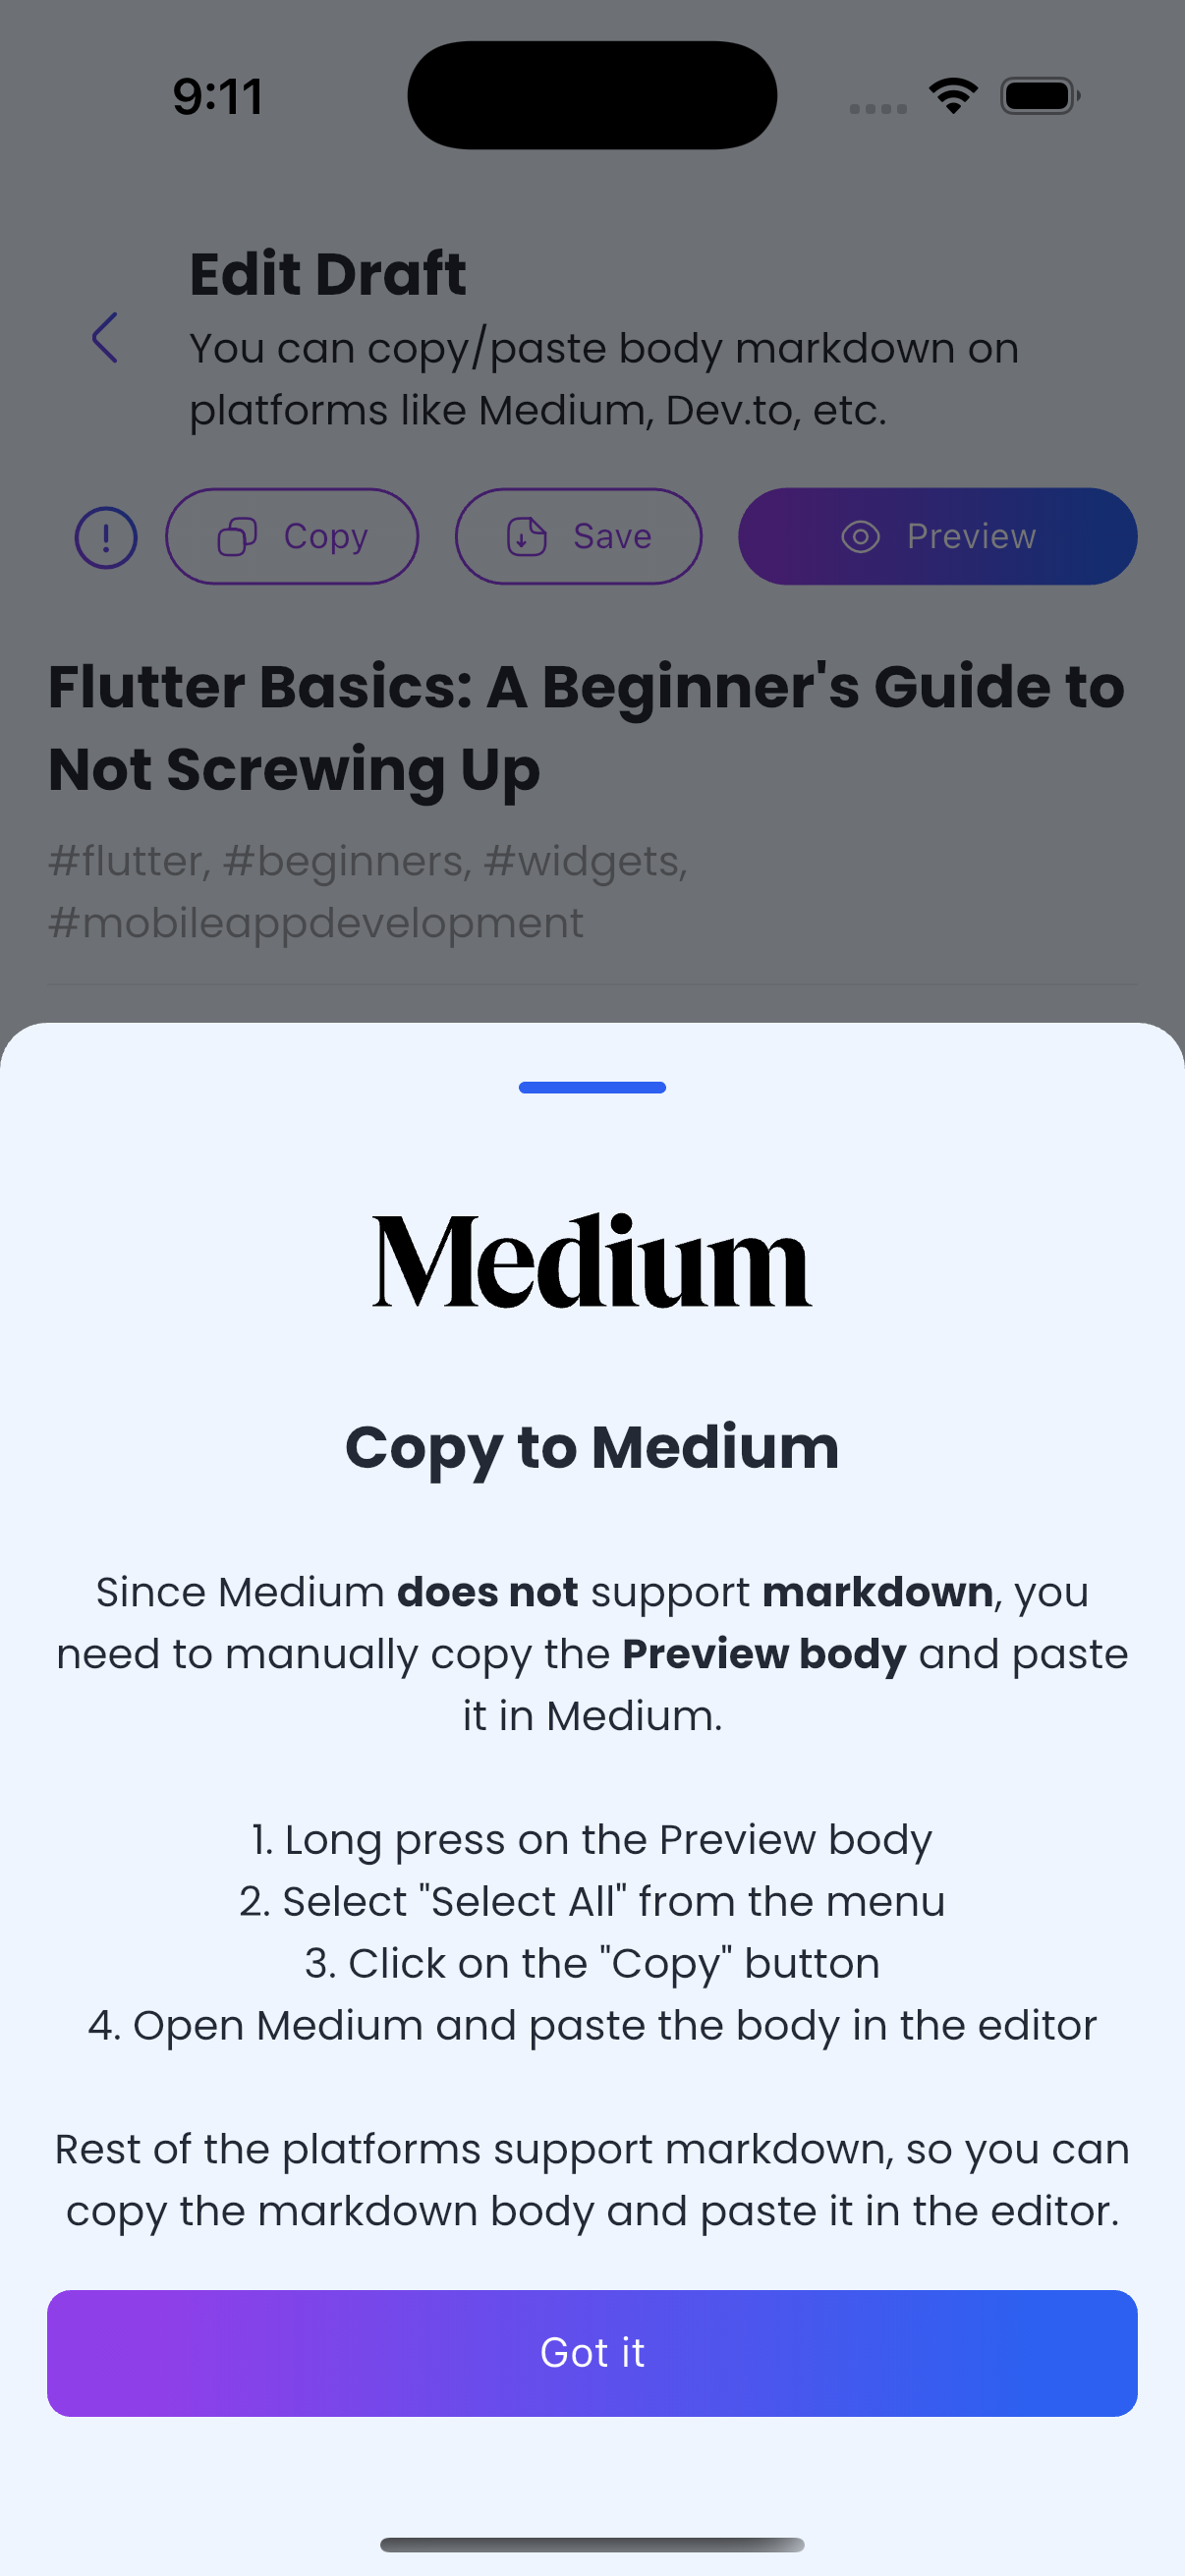 9:11
Edit Draft
You can copy/paste body markdown on
platforms like Medium, Dev.to, etc.
Copy
Save
Preview
Flutter Basics: A Beginner's Guide to
Not Screwing Up
#flutter, #beginners, #widgets,
#mobileappdevelopment
Medium
Copy to Medium
Since Medium does not support markdown, you
need to manually copy the Preview body and paste
it in Medium.
1. Long press on the Preview body
2. Select "Select All" from the menu
3. Click on the "Copy" button
4. Open Medium and paste the body in the editor
Rest of the platforms support markdown, so you can
copy the markdown body and paste it in the editor.
Got it